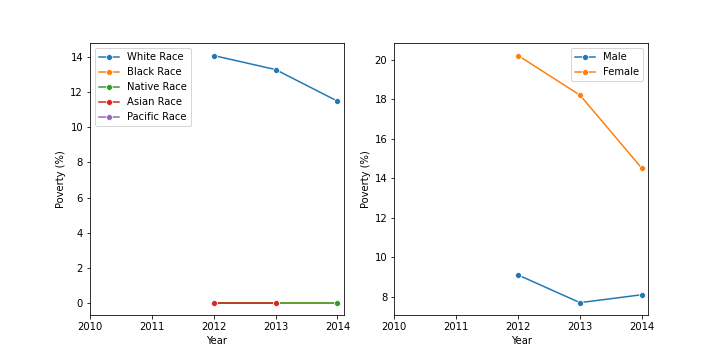 White Race
Black Race
Native Race
Asian Race
Pacific Race
14
12
10
8
6
4
2
0
Poverty (%)
2010 2011 2012 2013 2014
Year
Male
Female
20
18
16
14
12
10
8
Poverty (%)
2010 2011 2012 2013 2014
Year